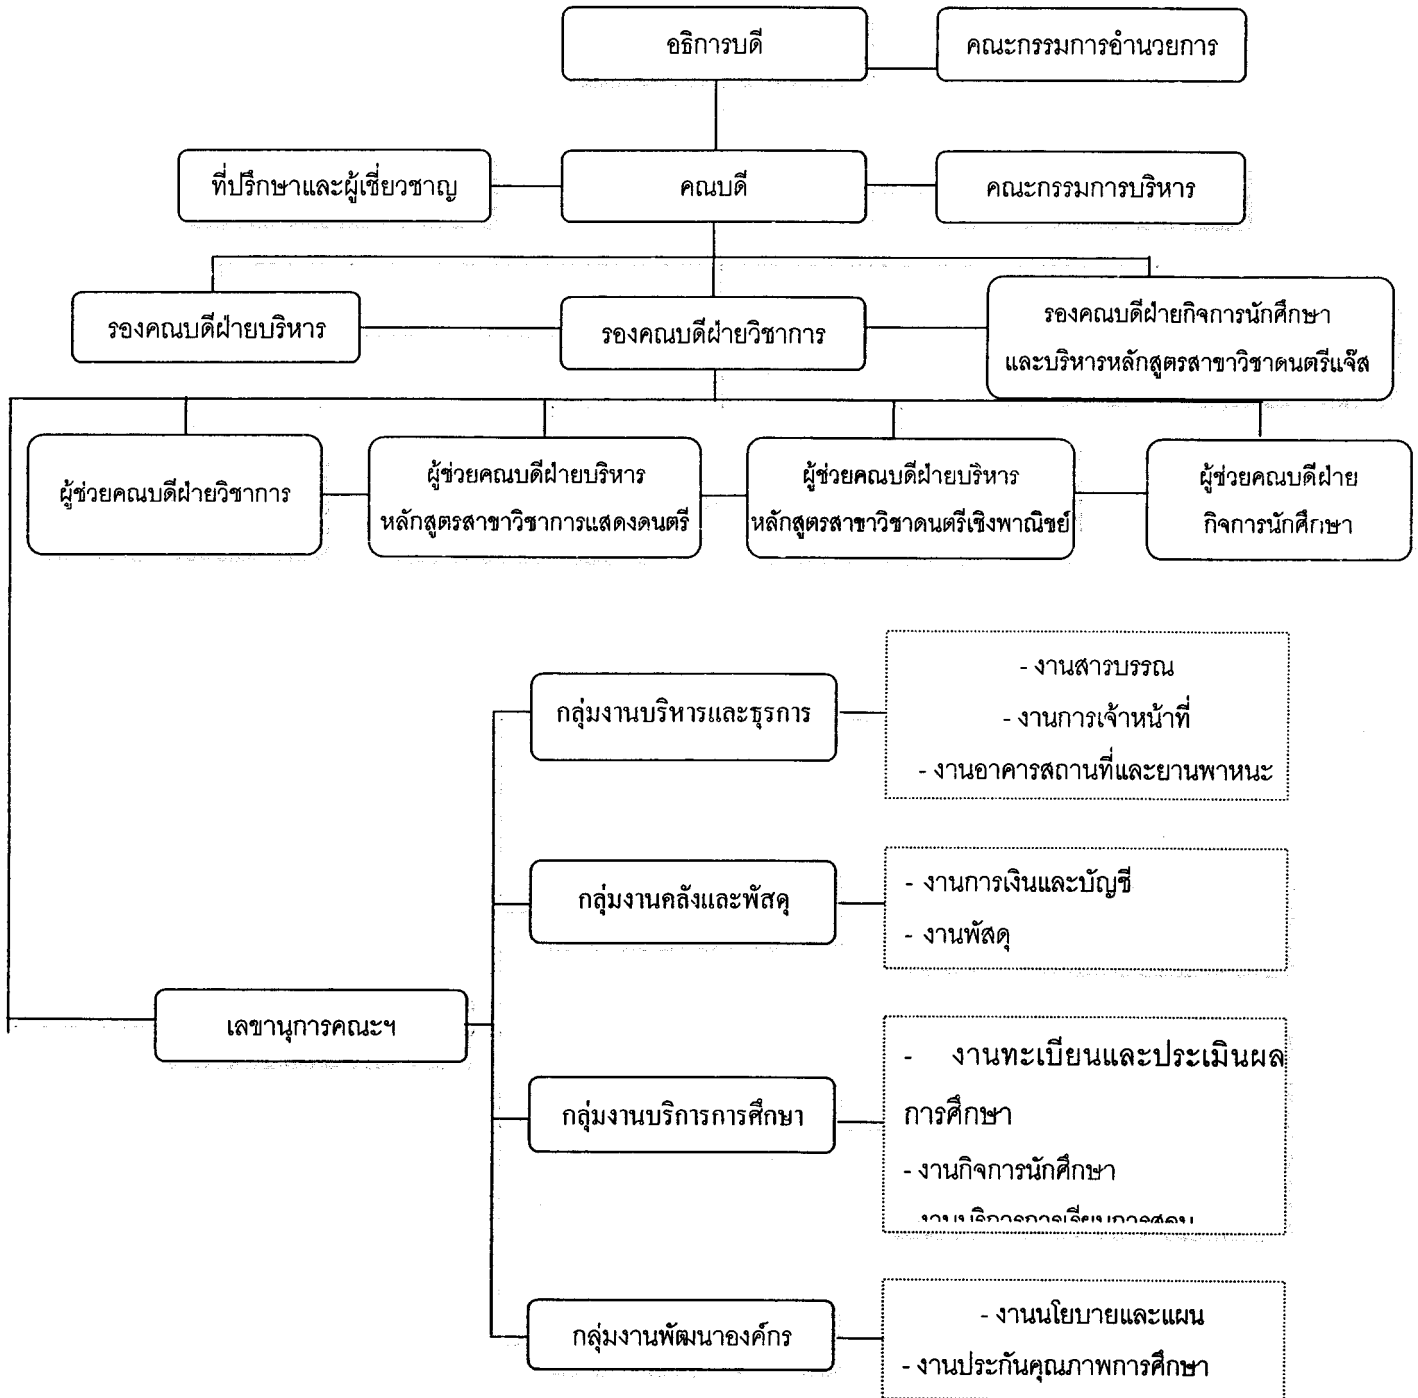 อธิการบดี
คณะกรรมการอำนวยการ
ที่ปรึกษาและผู้เชี่ยวชาญ
คณบดี
คณะกรรมการบริหาร
รองคณบดีฝ่ายบริหาร
รองคณบดีฝ่ายวิชาการ
รองคณบดีฝ่ายกิจการนักศึกษา
และบริหารหลักสูตรสาขาวิชาดนตรีแจ๊ส
ผู้ช่วยคณบดีฝ่ายวิชาการ
ผู้ช่วยคณบดีฝ่ายบริหาร
หลักสูตรสาขาวิชาการแสดงดนตรี
ผู้ช่วยคณบดีฝ่ายบริหาร
หลักสูตรสาขาวิชาดนตรีเชิงพาณิชย์
ผู้ช่วยคณบดีฝ่าย
กิจการนักศึกษา
กลุ่มงานบริหารและธุรการ
- งานสารบรรณ
- งานการเจ้าหน้าที่
- งานอาคารสถานที่และยานพาหนะ
กลุ่มงานคลังและพัสดุ
- งานการเงินและบัญชี
- งานพัสดุ
เลขานุการคณะฯ
กลุ่มงานบริการการศึกษา
- งานทะเบียนและประเมินผล
การศึกษา
- งานกิจการนักศึกษา
งานบริการการเรียนการสอน
กลุ่มงานพัฒนาองค์กร
- งานนโยบายและแผน
- งานประกันคุณภาพการศึกษา